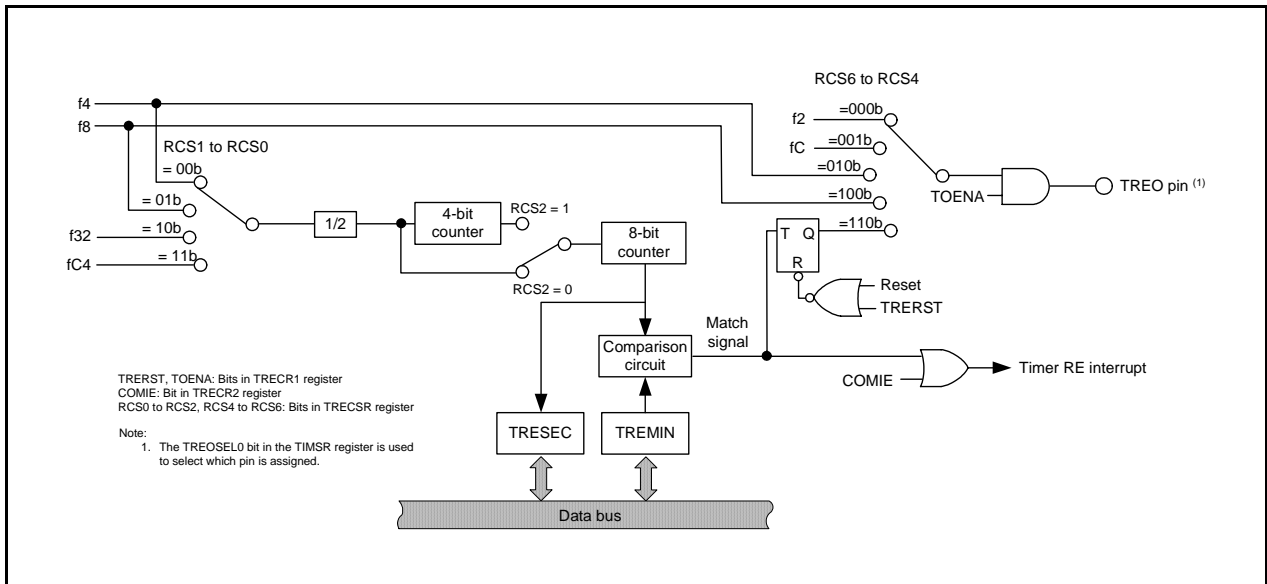 RCS6 to RCS4
f4
f8
f2
=000b
fC
=001b
=010b
=100b
=110b
TOENA
TREO pin (1)
RCS1 to RCS0
= 00b
= 01b
f32
= 10b
fC4
= 11b
1/2
4-bit
counter
RCS2 = 1
RCS2 = 0
8-bit
counter
T Q
R
Reset
TRERST
Match
signal
Comparison
circuit
COMIE
Timer RE interrupt
TRERST, TOENA: Bits in TRECR1 register
COMIE: Bit in TRECR2 register
RCS0 to RCS2, RCS4 to RCS6: Bits in TRECSR register
Note:
1. The TREOSEL0 bit in the TIMSR register is used
to select which pin is assigned.
TRESEC
TREMIN
Data bus